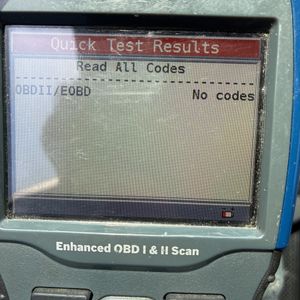 Quick Test Results
Read All Codes
OBDII/EOBD No codes
Enhanced OBD I & II Scan